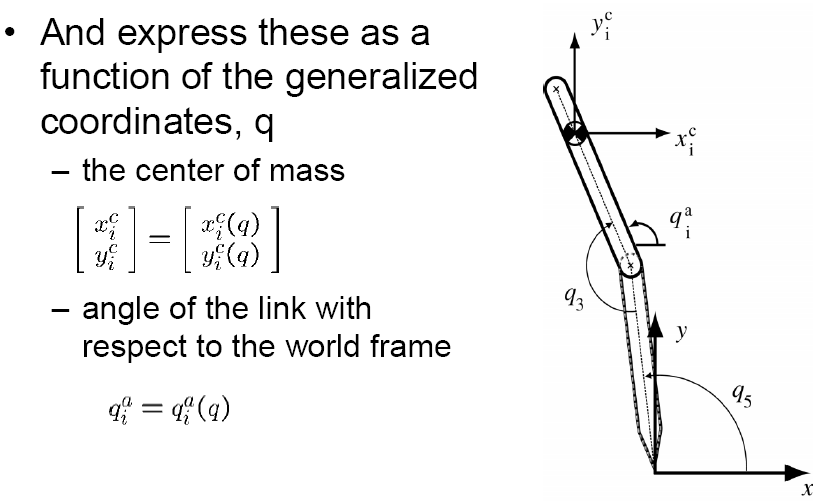 • And express these as a
function of the generalized
coordinates, q
– the center of mass
[ x_i^c ; y_i^c ] = [ x_i^c(q) ; y_i^c(q) ]
– angle of the link with
respect to the world frame
q_i^a = q_i^a(q)
y_i^c
x_i^c
q_i^a
q_3
y
q_5
x